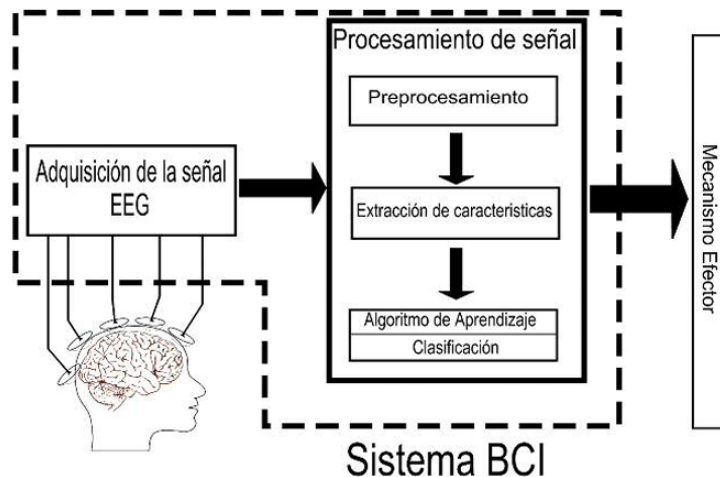 Procesamiento de señal
Preprocesamiento
Adquisición de la señal
EEG
Extracción de caracteristicas
Algoritmo de Aprendizaje
Clasificación
Mecanismo Efector
Sistema BCI